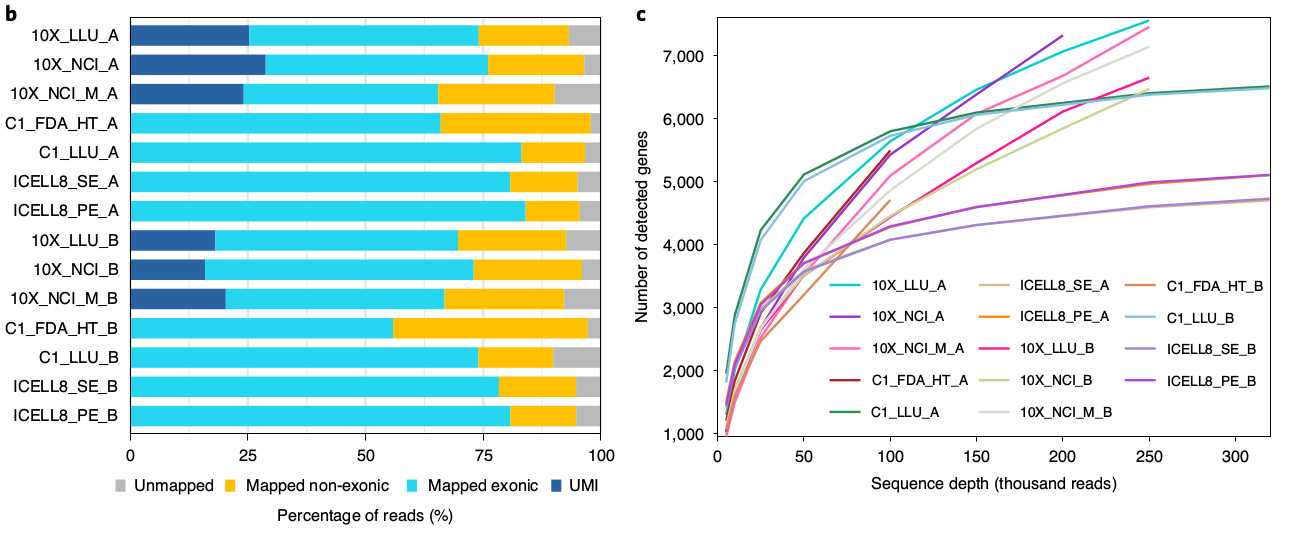 b
10X_LLU_A
10X_NCI_A
10X_NCI_M_A
C1_FDA_HT_A
C1_LLU_A
ICELL8_SE_A
ICELL8_PE_A
10X_LLU_B
10X_NCI_B
10X_NCI_M_B
C1_FDA_HT_B
C1_LLU_B
ICELL8_SE_B
ICELL8_PE_B
0 25 50 75 100
Unmapped Mapped non-exonic Mapped exonic UMI
Percentage of reads (%)
c
Number of detected genes
7,000
6,000
5,000
4,000
3,000
2,000
1,000
10X_LLU_A
10X_NCI_A
10X_NCI_M_A
C1_FDA_HT_A
C1_LLU_A
ICELL8_SE_A
ICELL8_PE_A
10X_LLU_B
10X_NCI_B
10X_NCI_M_B
C1_FDA_HT_B
C1_LLU_B
ICELL8_SE_B
ICELL8_PE_B
0 10 50 100 150 200 250 300
Sequence depth (thousand reads)